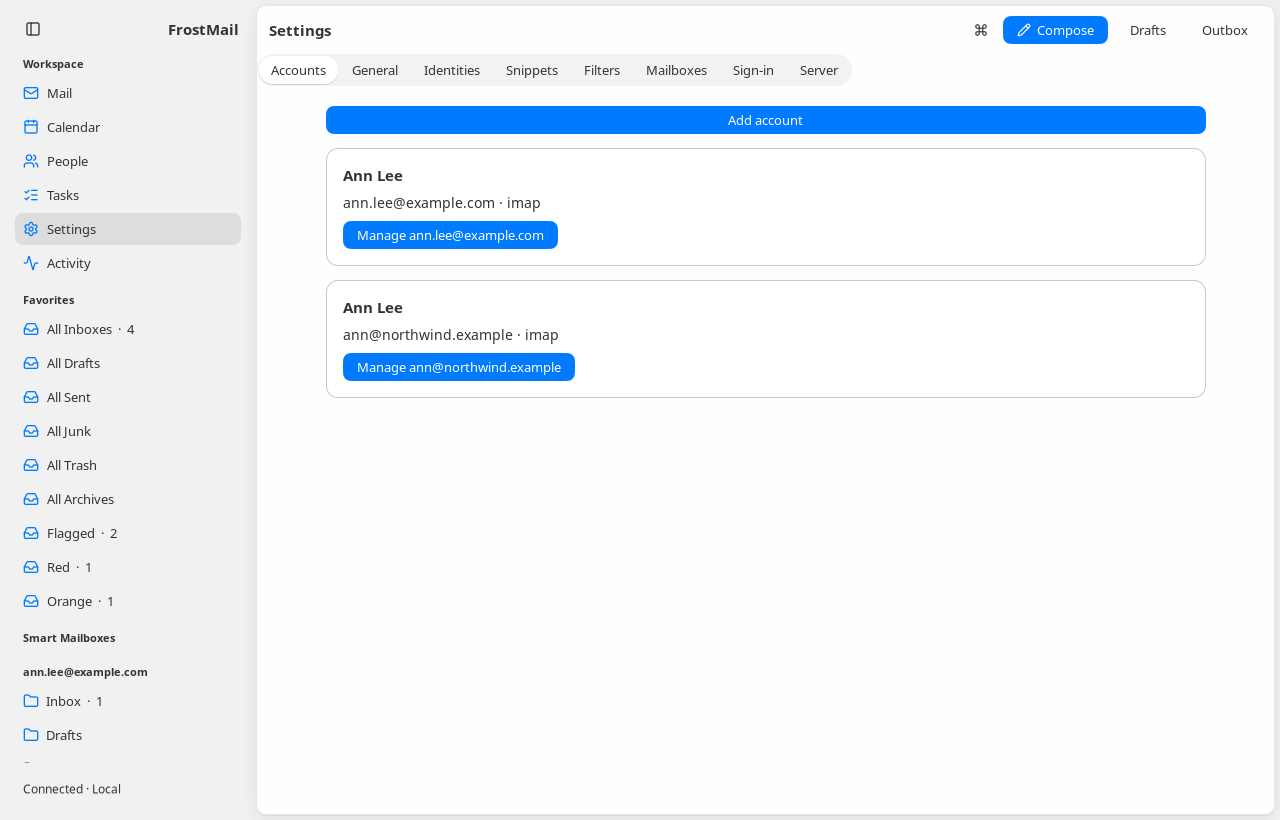 FrostMail
Workspace
Mail
Calendar
People
Tasks
Settings
Activity
Favorites
All Inboxes · 4
All Drafts
All Sent
All Junk
All Trash
All Archives
Flagged · 2
Red · 1
Orange · 1
Smart Mailboxes
ann.lee@example.com
Inbox · 1
Drafts
Connected · Local
Settings
⌘ Compose Drafts Outbox
Accounts General Identities Snippets Filters Mailboxes Sign-in Server
Add account
Ann Lee
ann.lee@example.com · imap
Manage ann.lee@example.com
Ann Lee
ann@northwind.example · imap
Manage ann@northwind.example